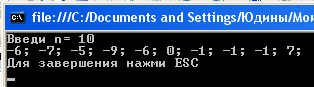 file:///C:/Documents and Settings/Юдины/Мои
Введи n= 10
-6; -7; -5; -9; -6; 0; -1; -1; -1; 7;
Для завершения нажми ESC